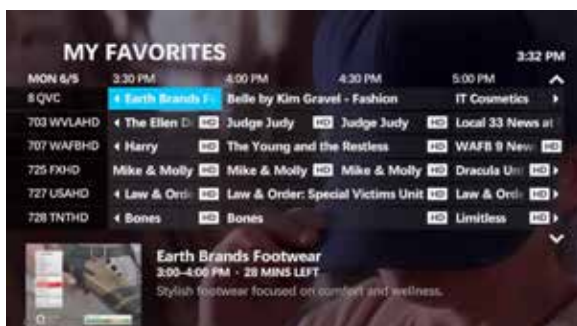 MY FAVORITES
3:32 PM
MON 6/5 3:30 PM 4:00 PM 4:30 PM 5:00 PM
8 QVC Earth Brands F Belle by Kim Gravel - Fashion IT Cosmetics
703 WVLAHD The Ellen D HD Judge Judy HD Judge Judy HD Local 33 News at
707 WAFBHD Harry HD The Young and the Restless HD WAFB 9 New HD
725 FXHD Mike & Molly HD Mike & Molly HD Mike & Molly HD Dracula Un HD
727 USAHD Law & Orde HD Law & Order: Special Victims Unit HD Law & Orde HD
728 TNTHD Bones HD Bones HD Limitless HD
Earth Brands Footwear
3:00-4:00 PM · 28 MINS LEFT
Stylish footwear focused on comfort and wellness.